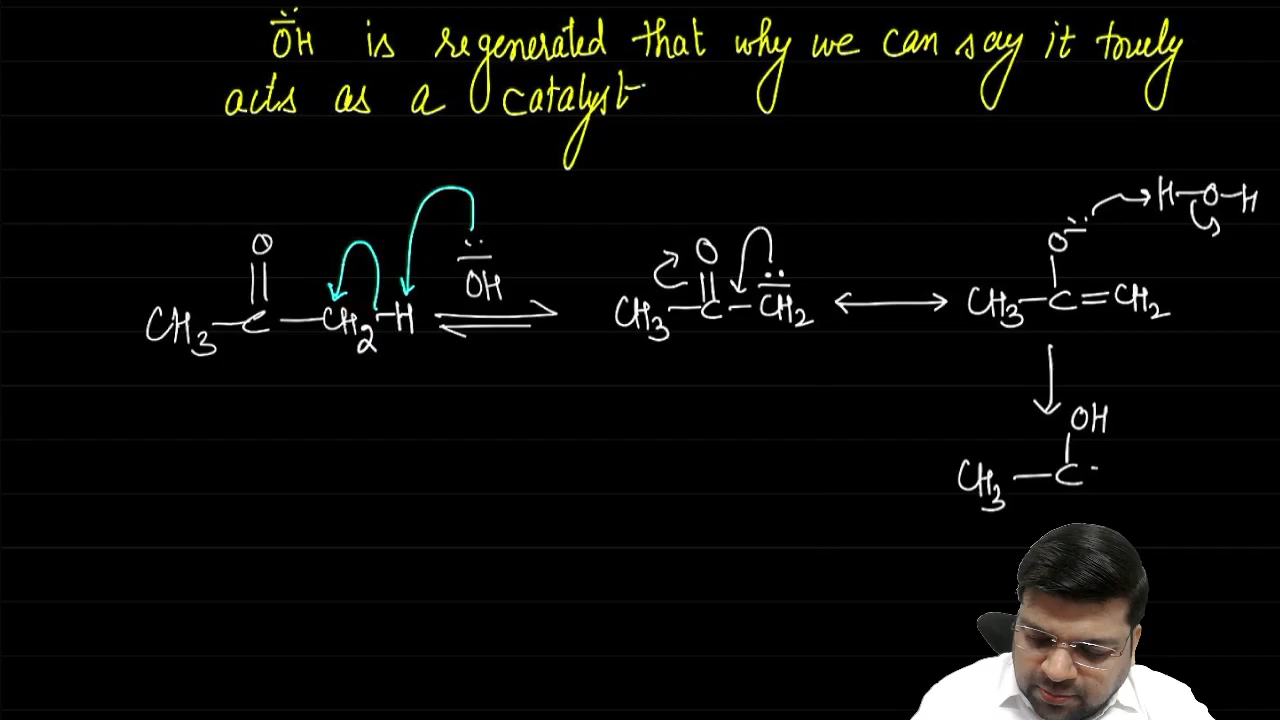 ŌH is regenerated that why we can say it truely
acts as a catalyst
O
CH3-C-CH2-H
OH
O
CH3-C-CH2
O H-O-H
CH3-C=CH2
OH
CH3-C-